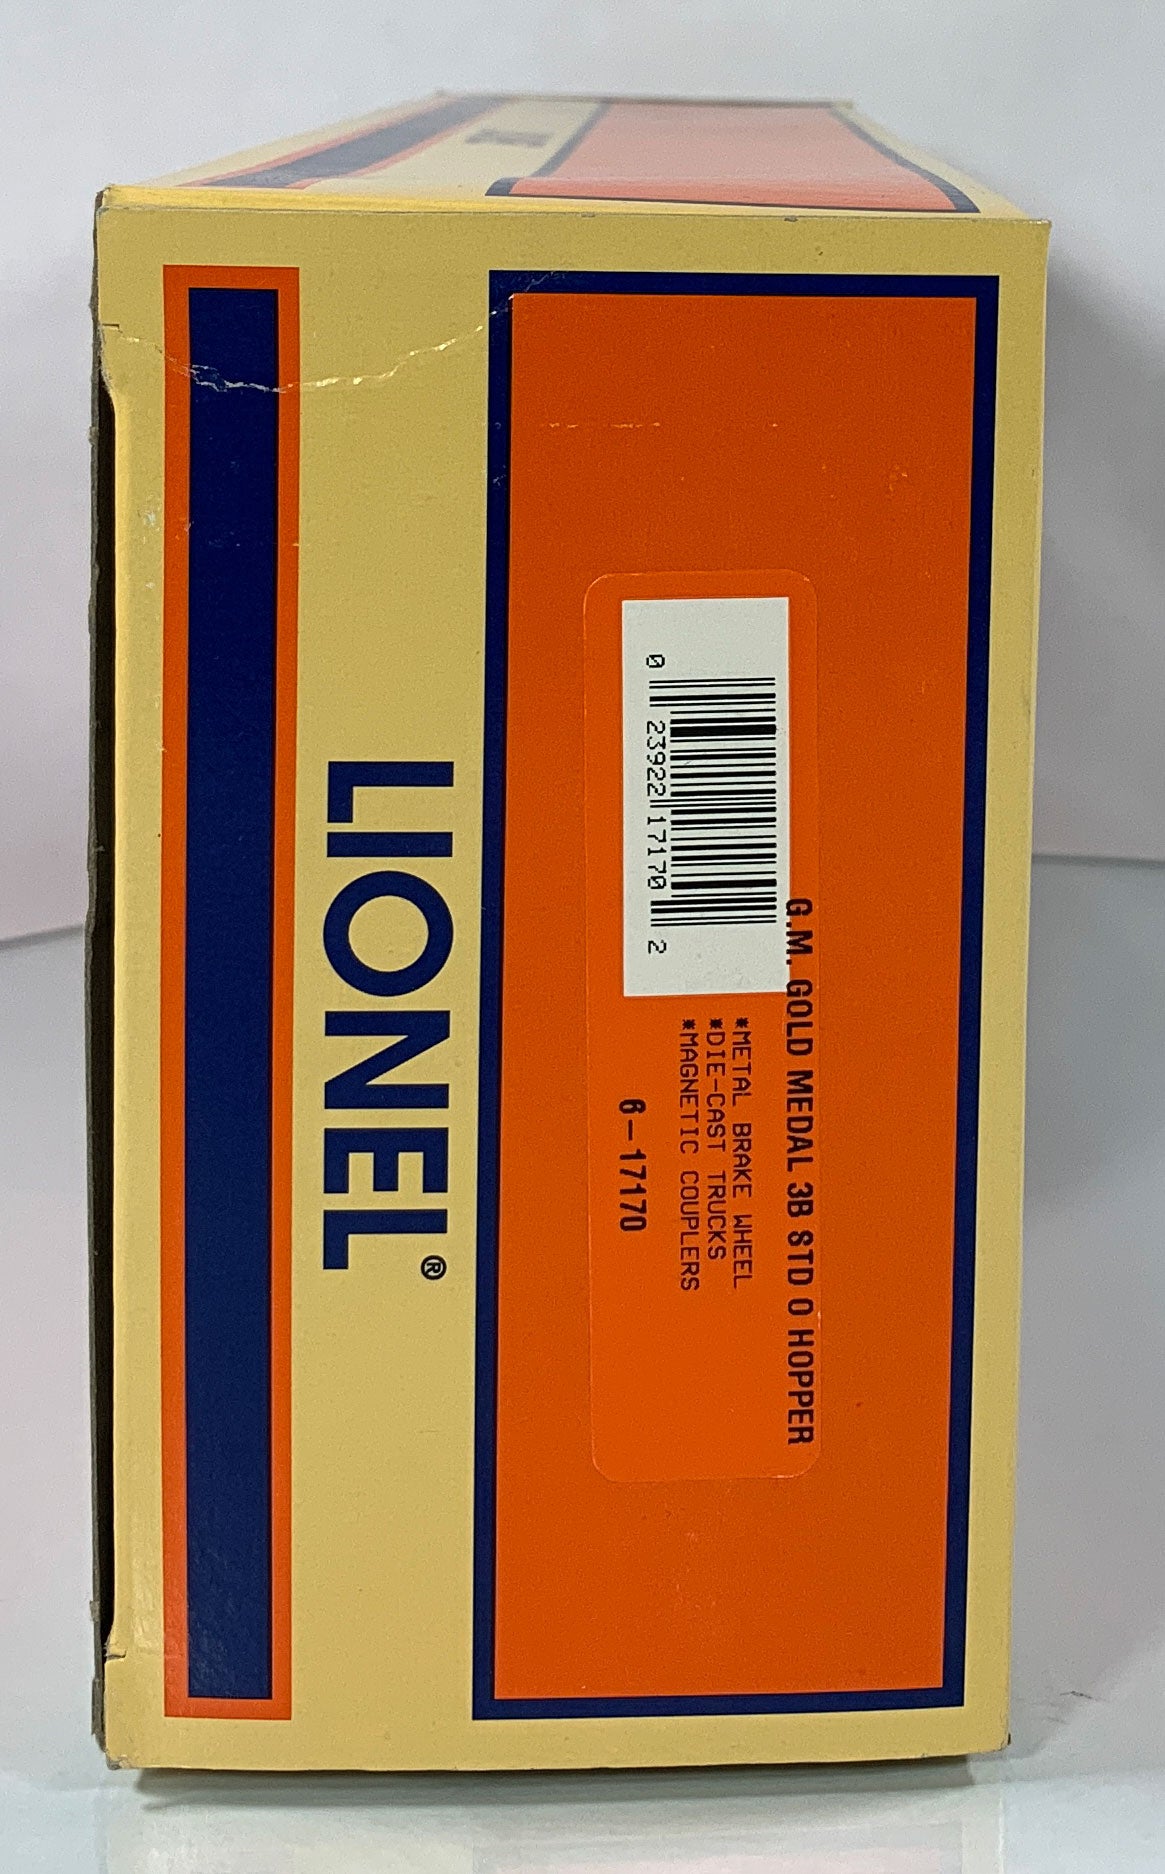 LIONEL®
G.M. GOLD MEDAL 3B STD O HOPPER
0 23922 17170 2
*METAL BRAKE WHEEL
*DIE-CAST TRUCKS
*MAGNETIC COUPLERS
6-17170